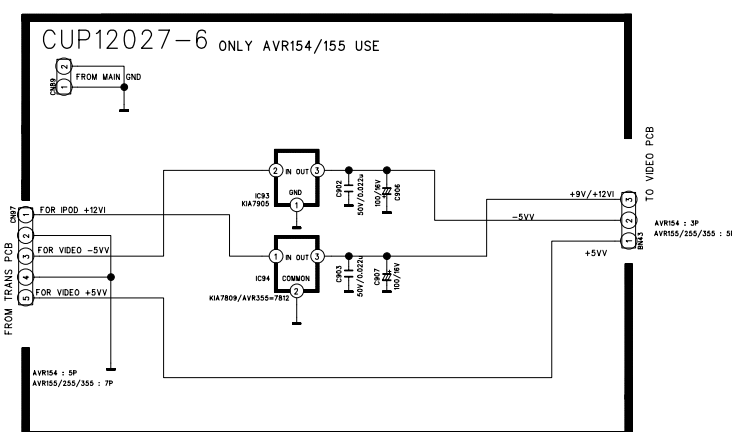 CUP12027-6 ONLY AVR154/155 USE
CN89
2
1
FROM MAIN GND
TO VIDEO PCB
2 IN OUT 3
GND
1
IC93
KIA7905
C902
50V/0.022u
100/16V
C906
+9V/+12VI
-5VV
+5VV
3
2
1
BN43
AVR154 : 3P
AVR155/255/355 : 5P
CN97
1
2
3
4
5
FOR IPOD +12VI
FOR VIDEO -5VV
FOR VIDEO +5VV
FROM TRANS PCB
1 IN OUT 3
COMMON
2
IC94
KIA7809/AVR355=7812
C903
50V/0.022u
C907
100/16V
AVR154 : 5P
AVR155/255/355 : 7P